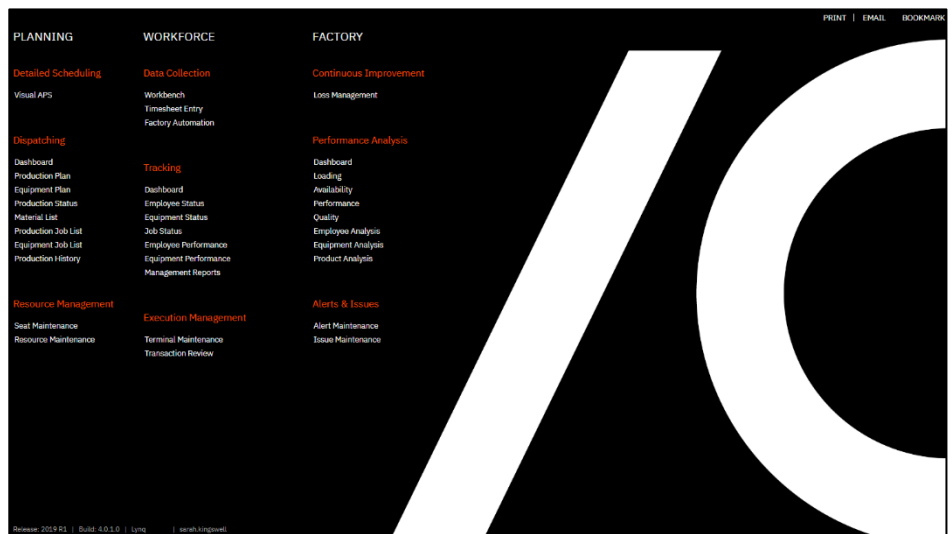 PRINT | EMAIL BOOKMARK
PLANNING
Detailed Scheduling
Visual APS
Dispatching
Dashboard
Production Plan
Equipment Plan
Production Status
Material List
Production Job List
Equipment Job List
Production History
Resource Management
Seat Maintenance
Resource Maintenance
WORKFORCE
Data Collection
Workbench
Timesheet Entry
Factory Automation
Tracking
Dashboard
Employee Status
Equipment Status
Job Status
Employee Performance
Equipment Performance
Management Reports
Execution Management
Terminal Maintenance
Transaction Review
FACTORY
Continuous Improvement
Loss Management
Performance Analysis
Dashboard
Loading
Availability
Performance
Quality
Employee Analysis
Equipment Analysis
Product Analysis
Alerts & Issues
Alert Maintenance
Issue Maintenance
Release: 2019 R1 | Build: 4.0.1.0 | Lynq | sarah.kingswell